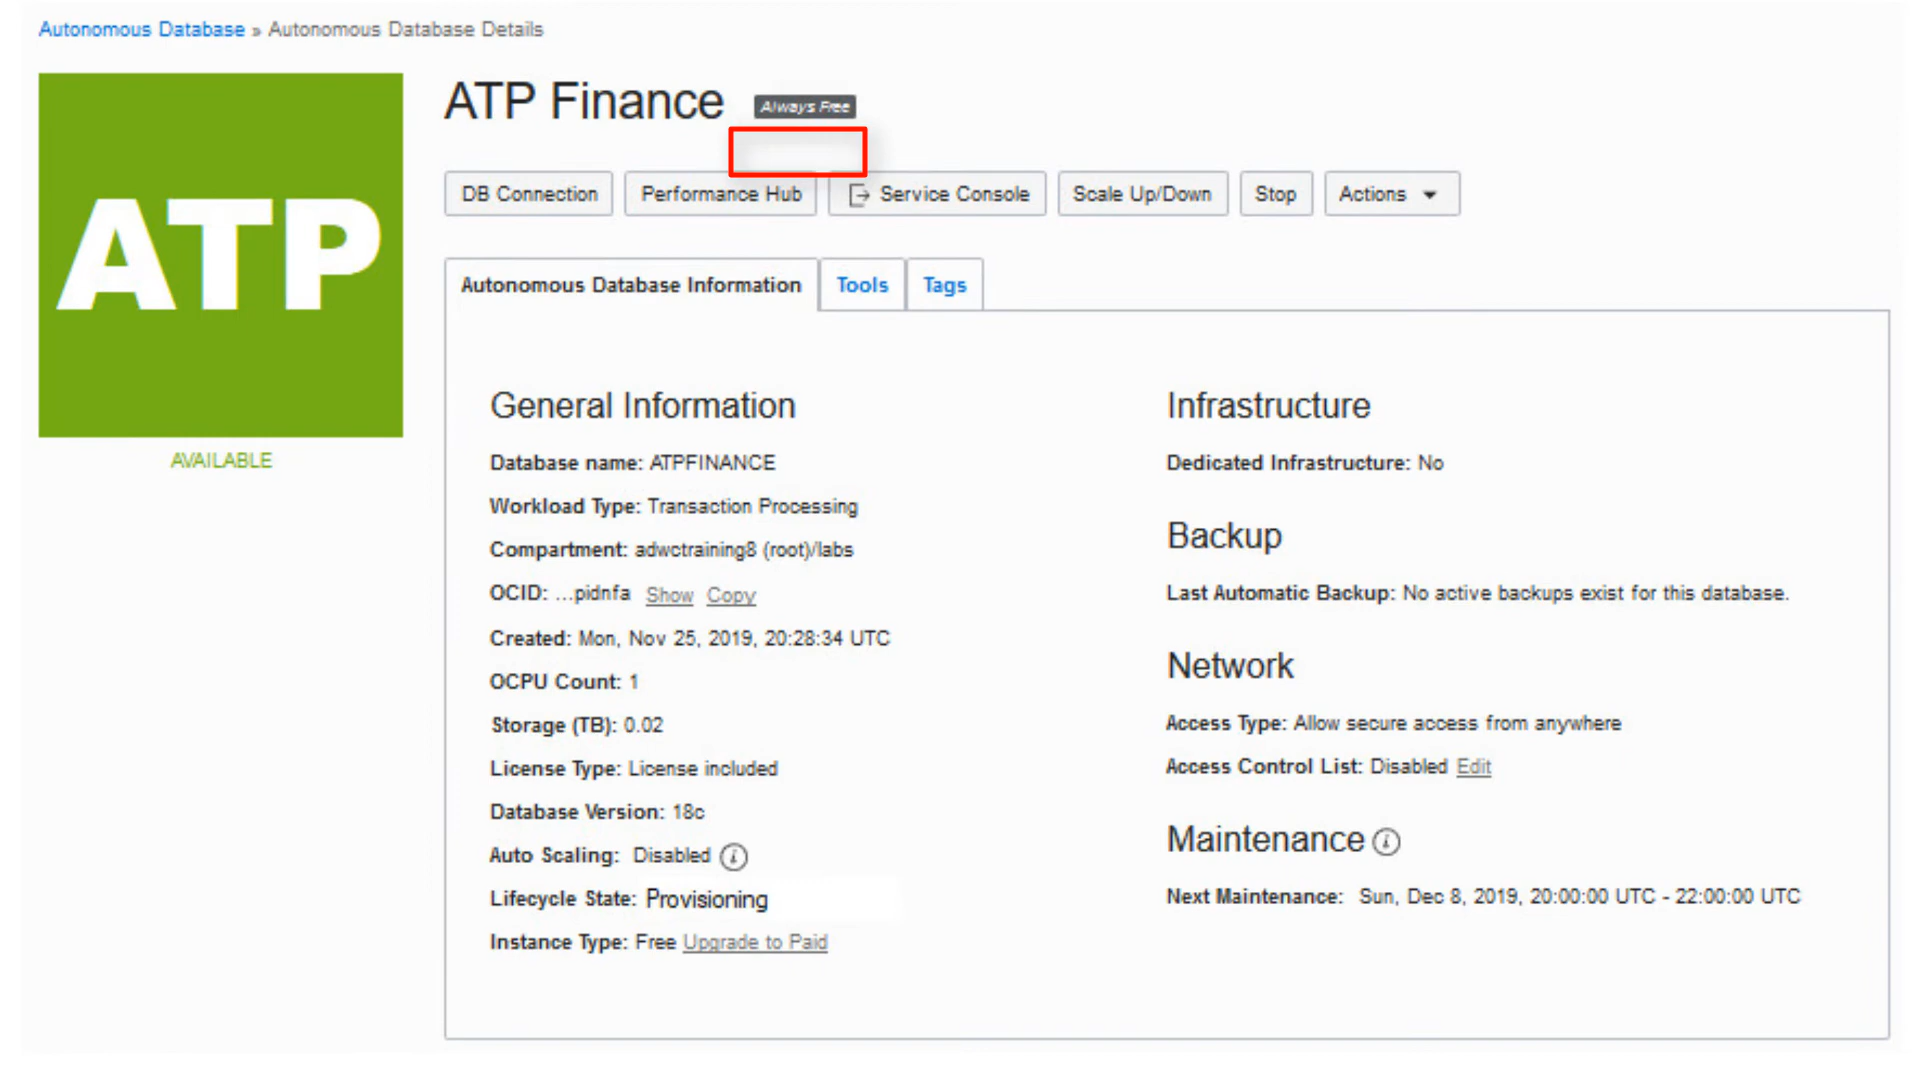 Autonomous Database » Autonomous Database Details
ATP
AVAILABLE
ATP Finance Always Free
DB Connection Performance Hub Service Console Scale Up/Down Stop Actions
Autonomous Database Information Tools Tags
General Information
Database name: ATPFINANCE
Workload Type: Transaction Processing
Compartment: adwctraining8 (root)/labs
OCID: ...pidnfa Show Copy
Created: Mon, Nov 25, 2019, 20:28:34 UTC
OCPU Count: 1
Storage (TB): 0.02
License Type: License included
Database Version: 18c
Auto Scaling: Disabled i
Lifecycle State: Provisioning
Instance Type: Free Upgrade to Paid
Infrastructure
Dedicated Infrastructure: No
Backup
Last Automatic Backup: No active backups exist for this database.
Network
Access Type: Allow secure access from anywhere
Access Control List: Disabled Edit
Maintenance i
Next Maintenance: Sun, Dec 8, 2019, 20:00:00 UTC - 22:00:00 UTC